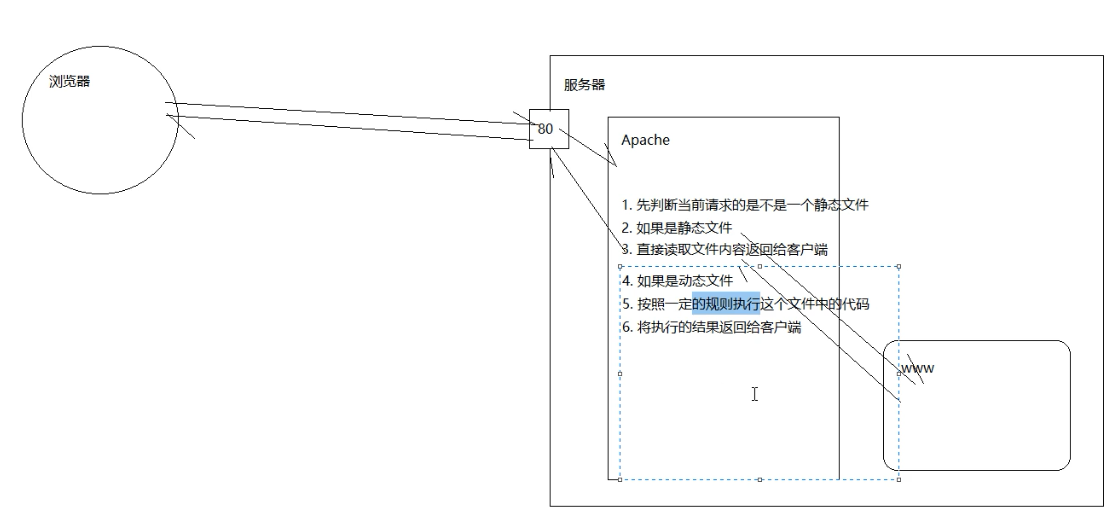 浏览器
服务器
80
Apache
1. 先判断当前请求的是不是一个静态文件
2. 如果是静态文件
3. 直接读取文件内容返回给客户端
4. 如果是动态文件
5. 按照一定的规则执行这个文件中的代码
6. 将执行的结果返回给客户端
www